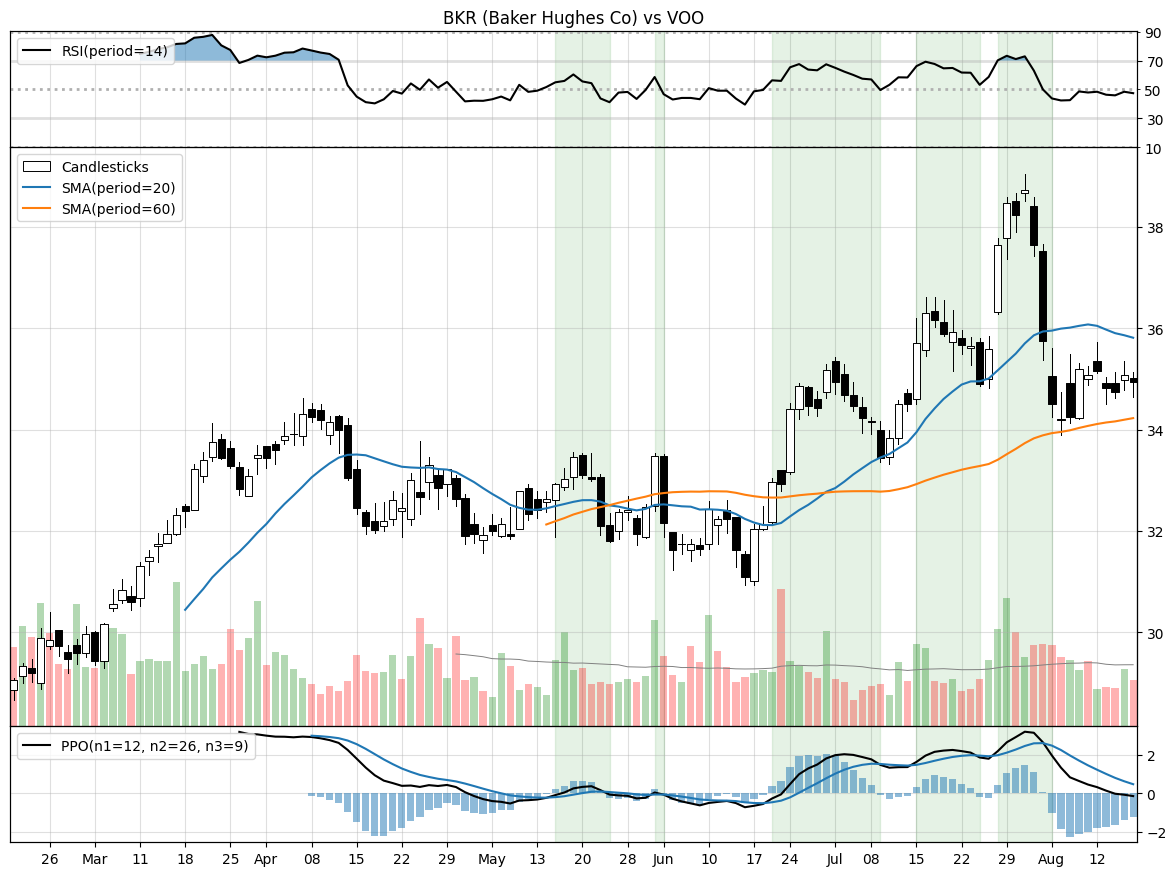 BKR (Baker Hughes Co) vs VOO
RSI(period=14)
90
70
50
30
10
Candlesticks
SMA(period=20)
SMA(period=60)
38
36
34
32
30
PPO(n1=12, n2=26, n3=9)
2
0
−2
26 Mar 11 18 25 Apr 08 15 22 29 May 13 20 28 Jun 10 17 24 Jul 08 15 22 29 Aug 12